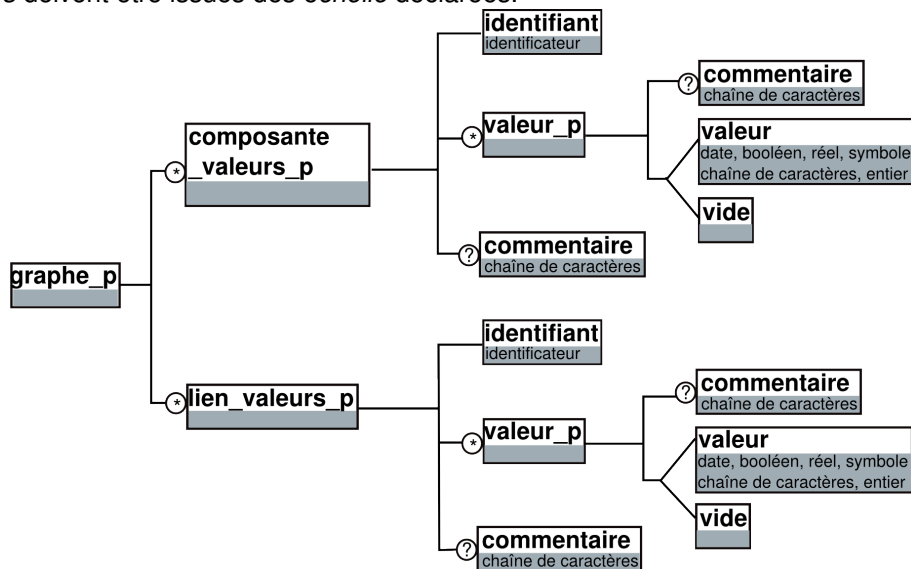 s doivent être issues des echelle déclarées.
identifiant
identificateur
? commentaire
chaîne de caractères
composante
_valeurs_p
* valeur_p
valeur
date, booléen, réel, symbole
chaîne de caractères, entier
*
vide
? commentaire
chaîne de caractères
graphe_p
identifiant
identificateur
? commentaire
chaîne de caractères
* lien_valeurs_p
* valeur_p
valeur
date, booléen, réel, symbole
chaîne de caractères, entier
vide
? commentaire
chaîne de caractères